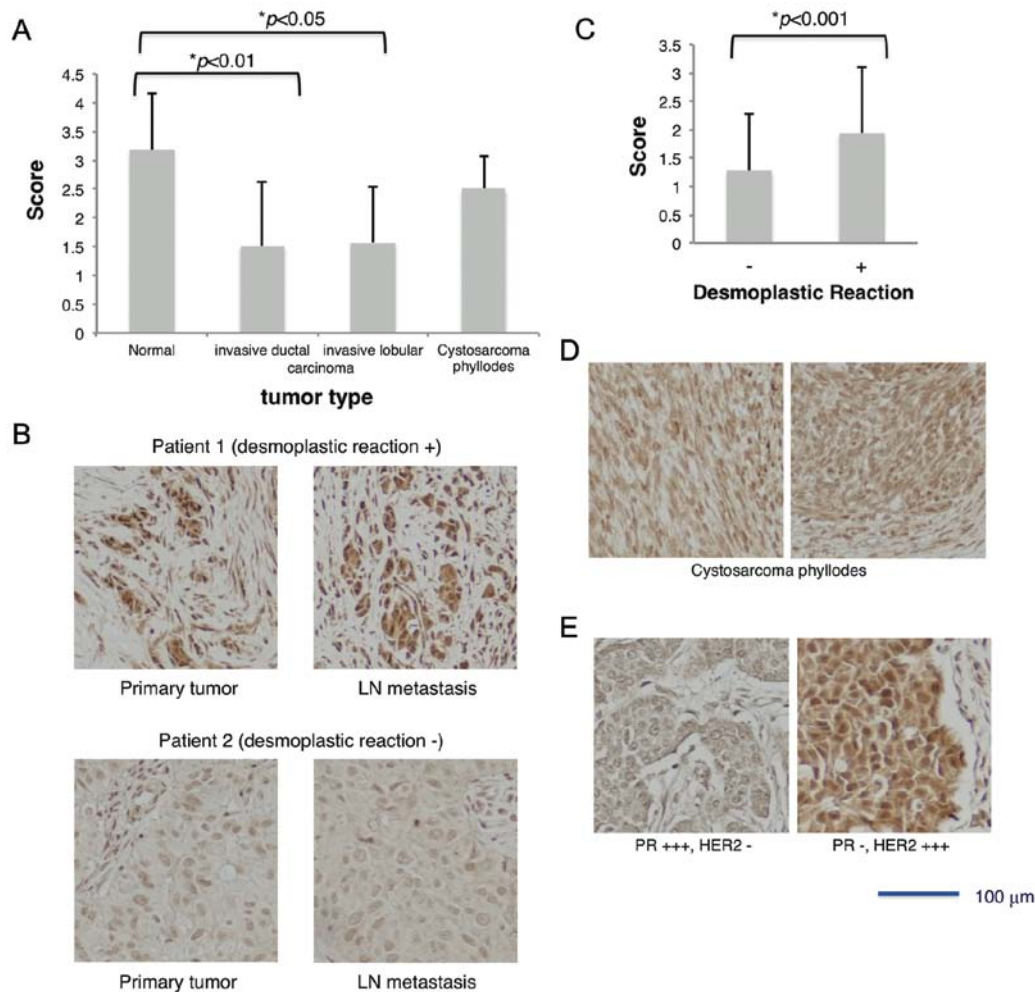 A
*p<0.05
*p<0.01
4.5
4
3.5
3
2.5
2
1.5
1
0.5
0
Score
Normal
invasive ductal carcinoma
invasive lobular
Cystosarcoma phyllodes
tumor type
C
*p<0.001
3.5
3
2.5
2
1.5
1
0.5
0
Score
-
+
Desmoplastic Reaction
B
Patient 1 (desmoplastic reaction +)
Primary tumor
LN metastasis
Patient 2 (desmoplastic reaction -)
Primary tumor
LN metastasis
D
Cystosarcoma phyllodes
E
PR +++, HER2 -
PR -, HER2 +++
100 μm